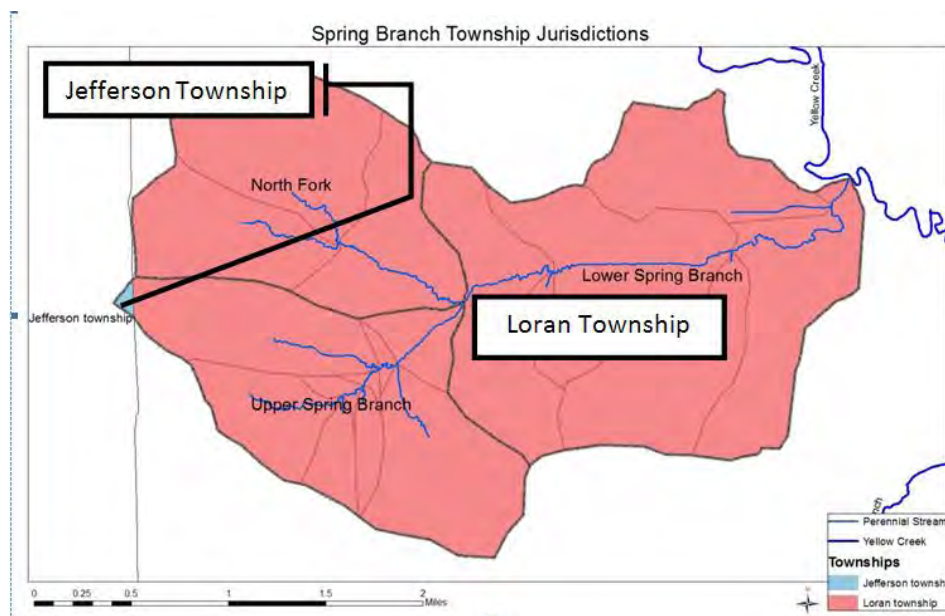 Spring Branch Township Jurisdictions
Jefferson Township
Yellow Creek
North Fork
Lower Spring Branch
Jefferson township
Loran Township
Upper Spring Branch
Perennial Stream
Yellow Creek
Townships
Jefferson townsh
Loran township
0 0.25 0.5 1 1.5 2
Miles